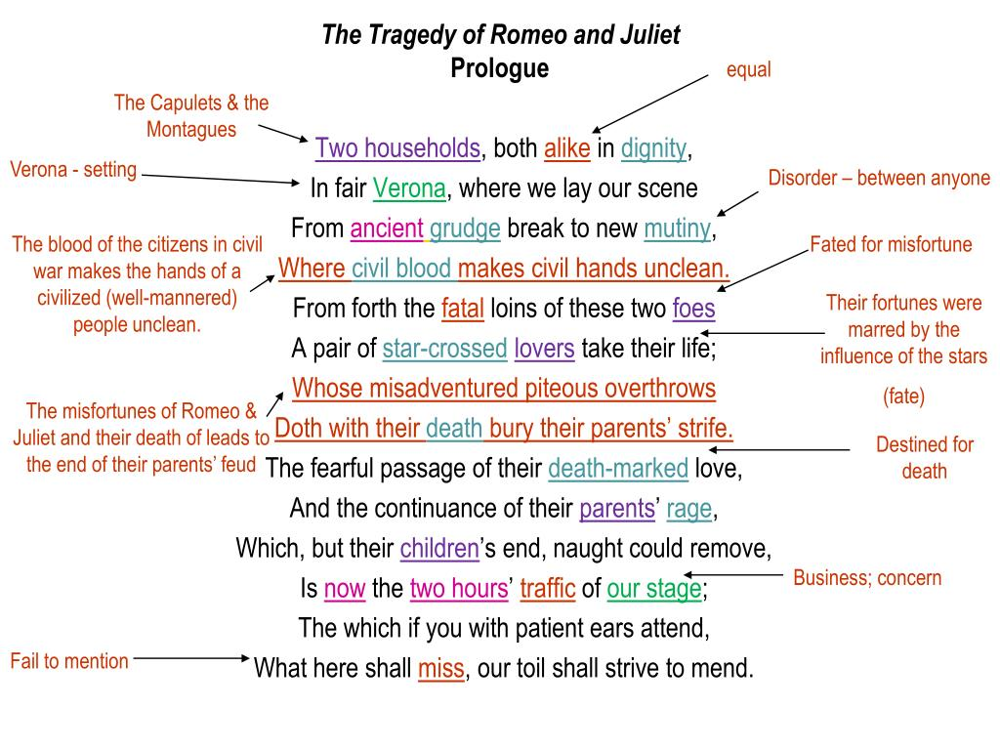 The Tragedy of Romeo and Juliet
Prologue
equal
The Capulets & the
Montagues
Two households, both alike in dignity,
Verona - setting
In fair Verona, where we lay our scene
Disorder – between anyone
From ancient grudge break to new mutiny,
The blood of the citizens in civil
war makes the hands of a
civilized (well-mannered)
people unclean.
Fated for misfortune
Where civil blood makes civil hands unclean.
From forth the fatal loins of these two foes
Their fortunes were
marred by the
influence of the stars
(fate)
A pair of star-crossed lovers take their life;
Whose misadventured piteous overthrows
The misfortunes of Romeo &
Juliet and their death of leads to
the end of their parents’ feud
Doth with their death bury their parents’ strife.
Destined for
death
The fearful passage of their death-marked love,
And the continuance of their parents’ rage,
Which, but their children’s end, naught could remove,
Business; concern
Is now the two hours’ traffic of our stage;
The which if you with patient ears attend,
Fail to mention
What here shall miss, our toil shall strive to mend.